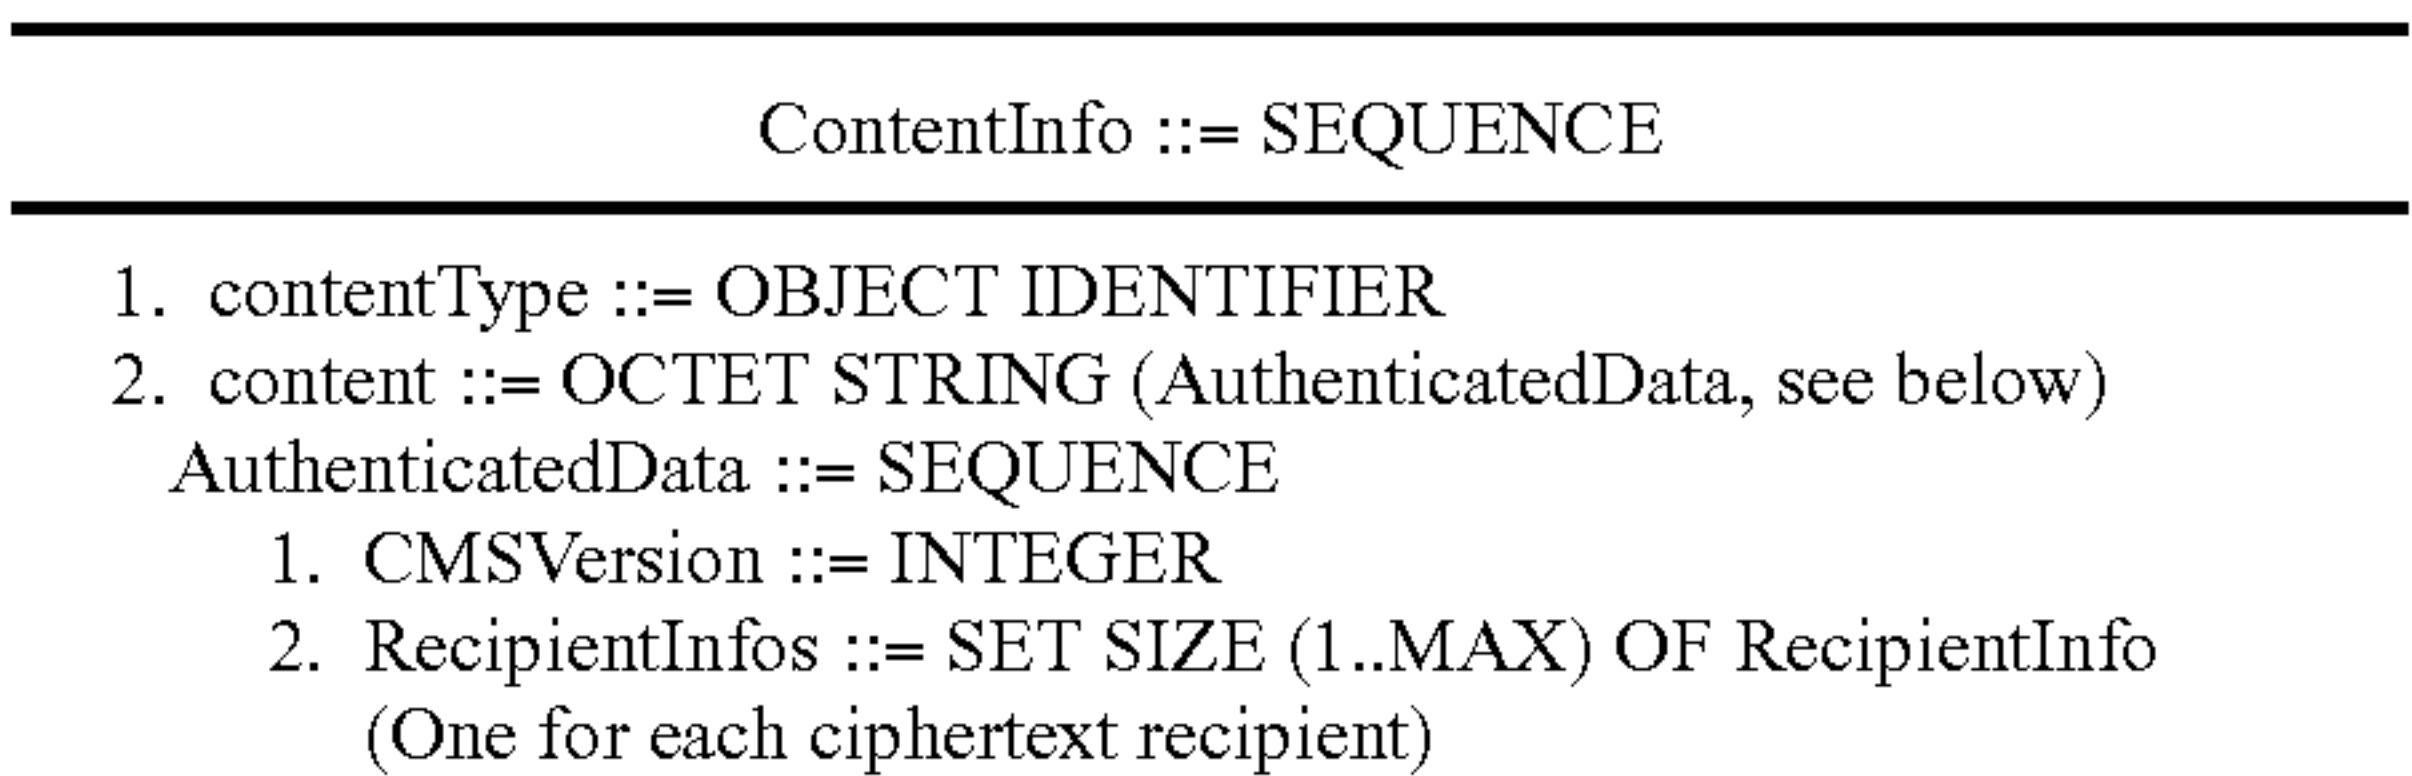 ContentInfo ::= SEQUENCE
1. contentType ::= OBJECT IDENTIFIER
2. content ::= OCTET STRING (AuthenticatedData, see below)
AuthenticatedData ::= SEQUENCE
1. CMSVersion ::= INTEGER
2. RecipientInfos ::= SET SIZE (1..MAX) OF RecipientInfo
(One for each ciphertext recipient)